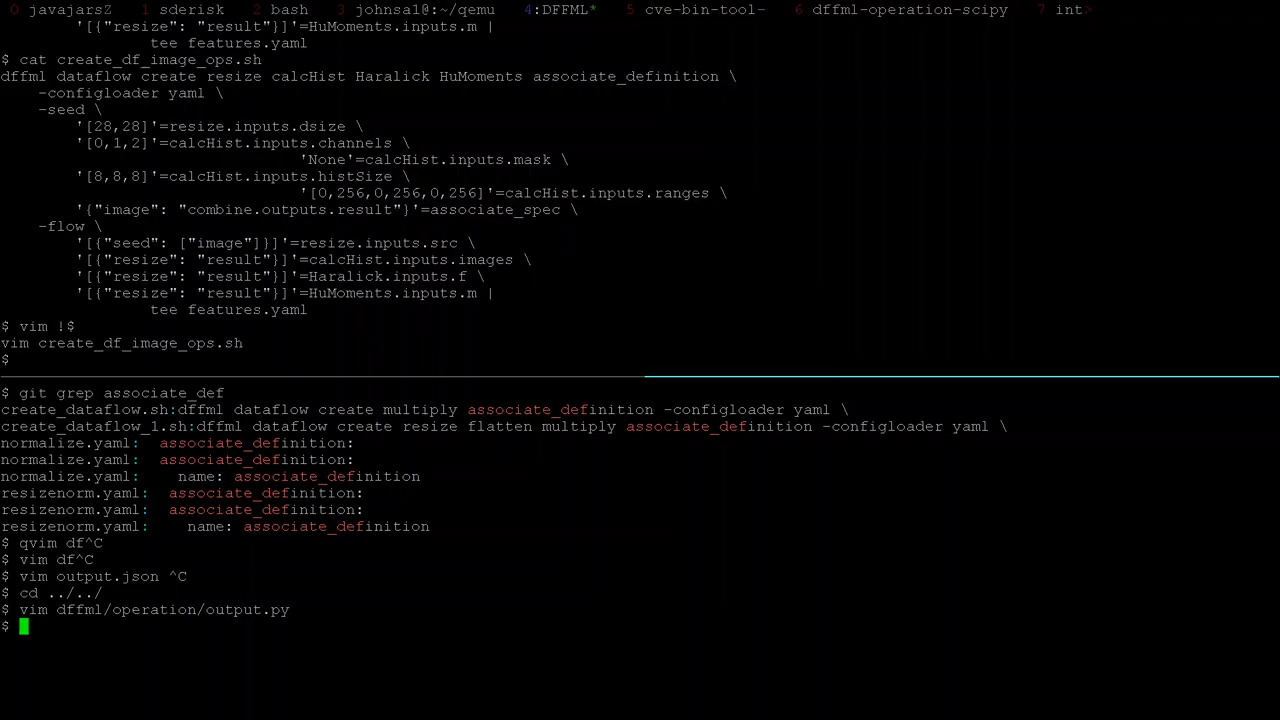 0 javajarsZ  1 sderisk  2 bash  3 johnsa1@:~/qemu  4:DFFML*  5 cve-bin-tool-  6 dffml-operation-scipy  7 int>
        '[{"resize": "result"}]'=HuMoments.inputs.m |
                tee features.yaml
$ cat create_df_image_ops.sh
dffml dataflow create resize calcHist Haralick HuMoments associate_definition \
    -configloader yaml \
    -seed \
        '[28,28]'=resize.inputs.dsize \
        '[0,1,2]'=calcHist.inputs.channels \
                                'None'=calcHist.inputs.mask \
        '[8,8,8]'=calcHist.inputs.histSize \
                                '[0,256,0,256,0,256]'=calcHist.inputs.ranges \
        '{"image": "combine.outputs.result"}'=associate_spec \
    -flow \
        '[{"seed": ["image"]}]'=resize.inputs.src \
        '[{"resize": "result"}]'=calcHist.inputs.images \
        '[{"resize": "result"}]'=Haralick.inputs.f \
        '[{"resize": "result"}]'=HuMoments.inputs.m |
                tee features.yaml
$ vim !$
vim create_df_image_ops.sh
$
$ git grep associate_def
create_dataflow.sh:dffml dataflow create multiply associate_definition -configloader yaml \
create_dataflow_1.sh:dffml dataflow create resize flatten multiply associate_definition -configloader yaml \
normalize.yaml:  associate_definition:
normalize.yaml:  associate_definition:
normalize.yaml:    name: associate_definition
resizenorm.yaml:  associate_definition:
resizenorm.yaml:  associate_definition:
resizenorm.yaml:    name: associate_definition
$ qvim df^C
$ vim df^C
$ vim output.json ^C
$ cd ../../
$ vim dffml/operation/output.py
$